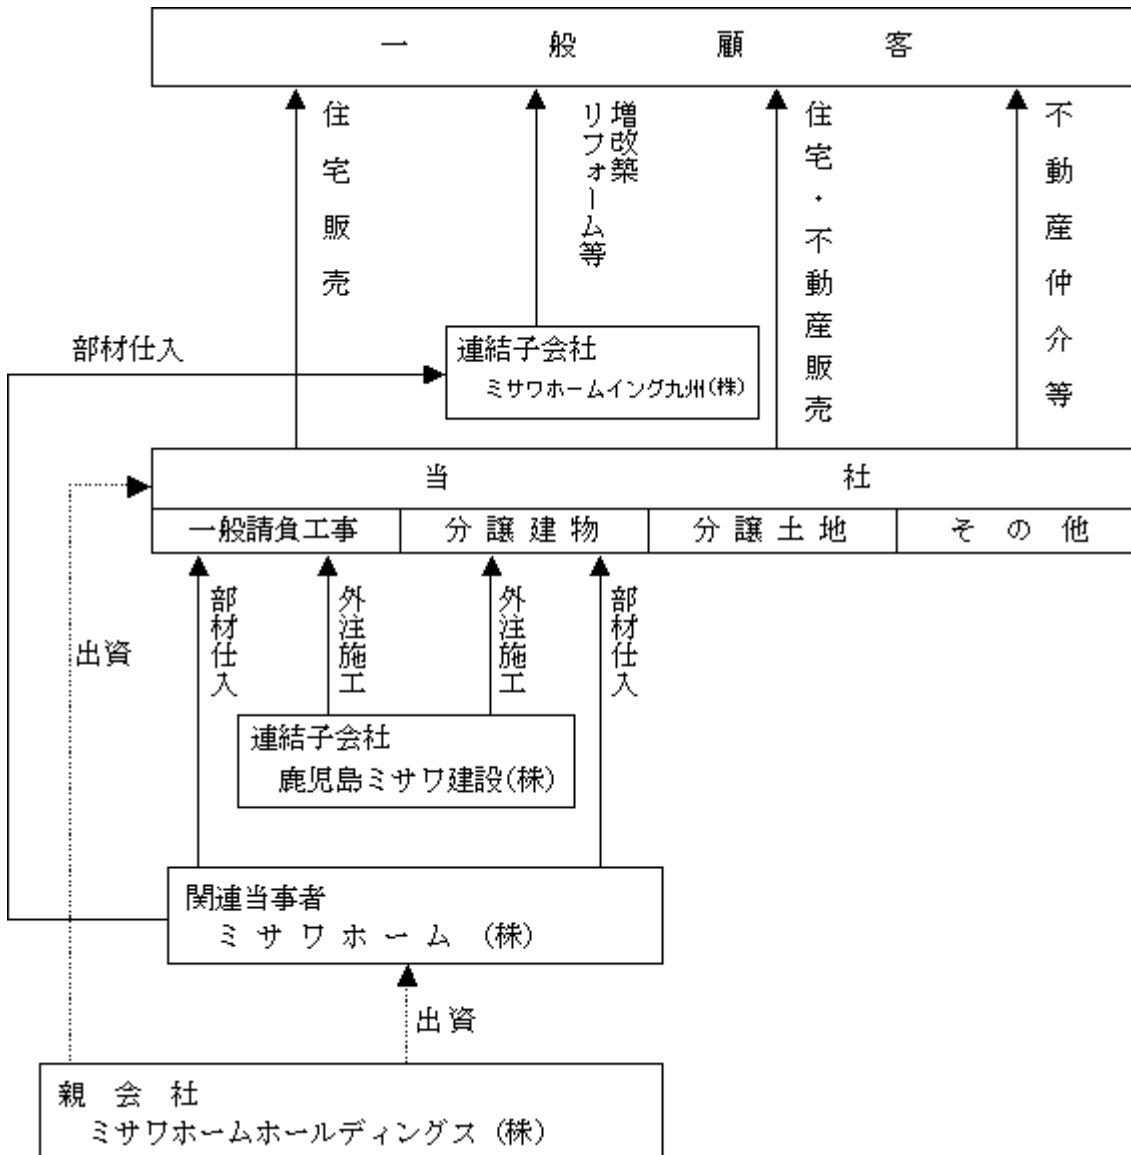 一般顧客
住宅販売
増改築
リフォーム等
住宅・不動産販売
不動産仲介等
部材仕入
連結子会社
ミサワホームイング九州(株)
当社
一般請負工事
分譲建物
分譲土地
その他
出資
部材仕入
外注施工
外注施工
部材仕入
連結子会社
鹿児島ミサワ建設(株)
関連当事者
ミサワホーム(株)
出資
親会社
ミサワホームホールディングス(株)